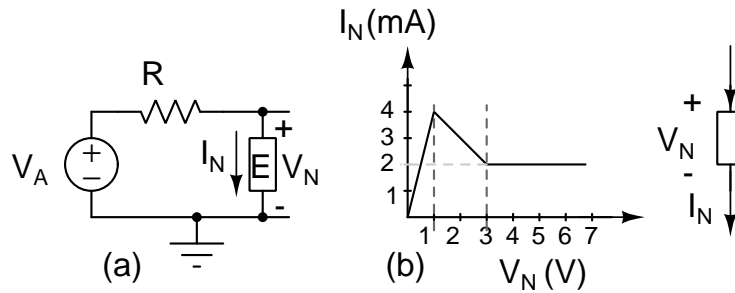 R
V_A
+
−
I_N
E
+
V_N
-
(a)
I_N (mA)
4
3
2
1
1 2 3 4 5 6 7
V_N (V)
(b)
+
V_N
-
I_N